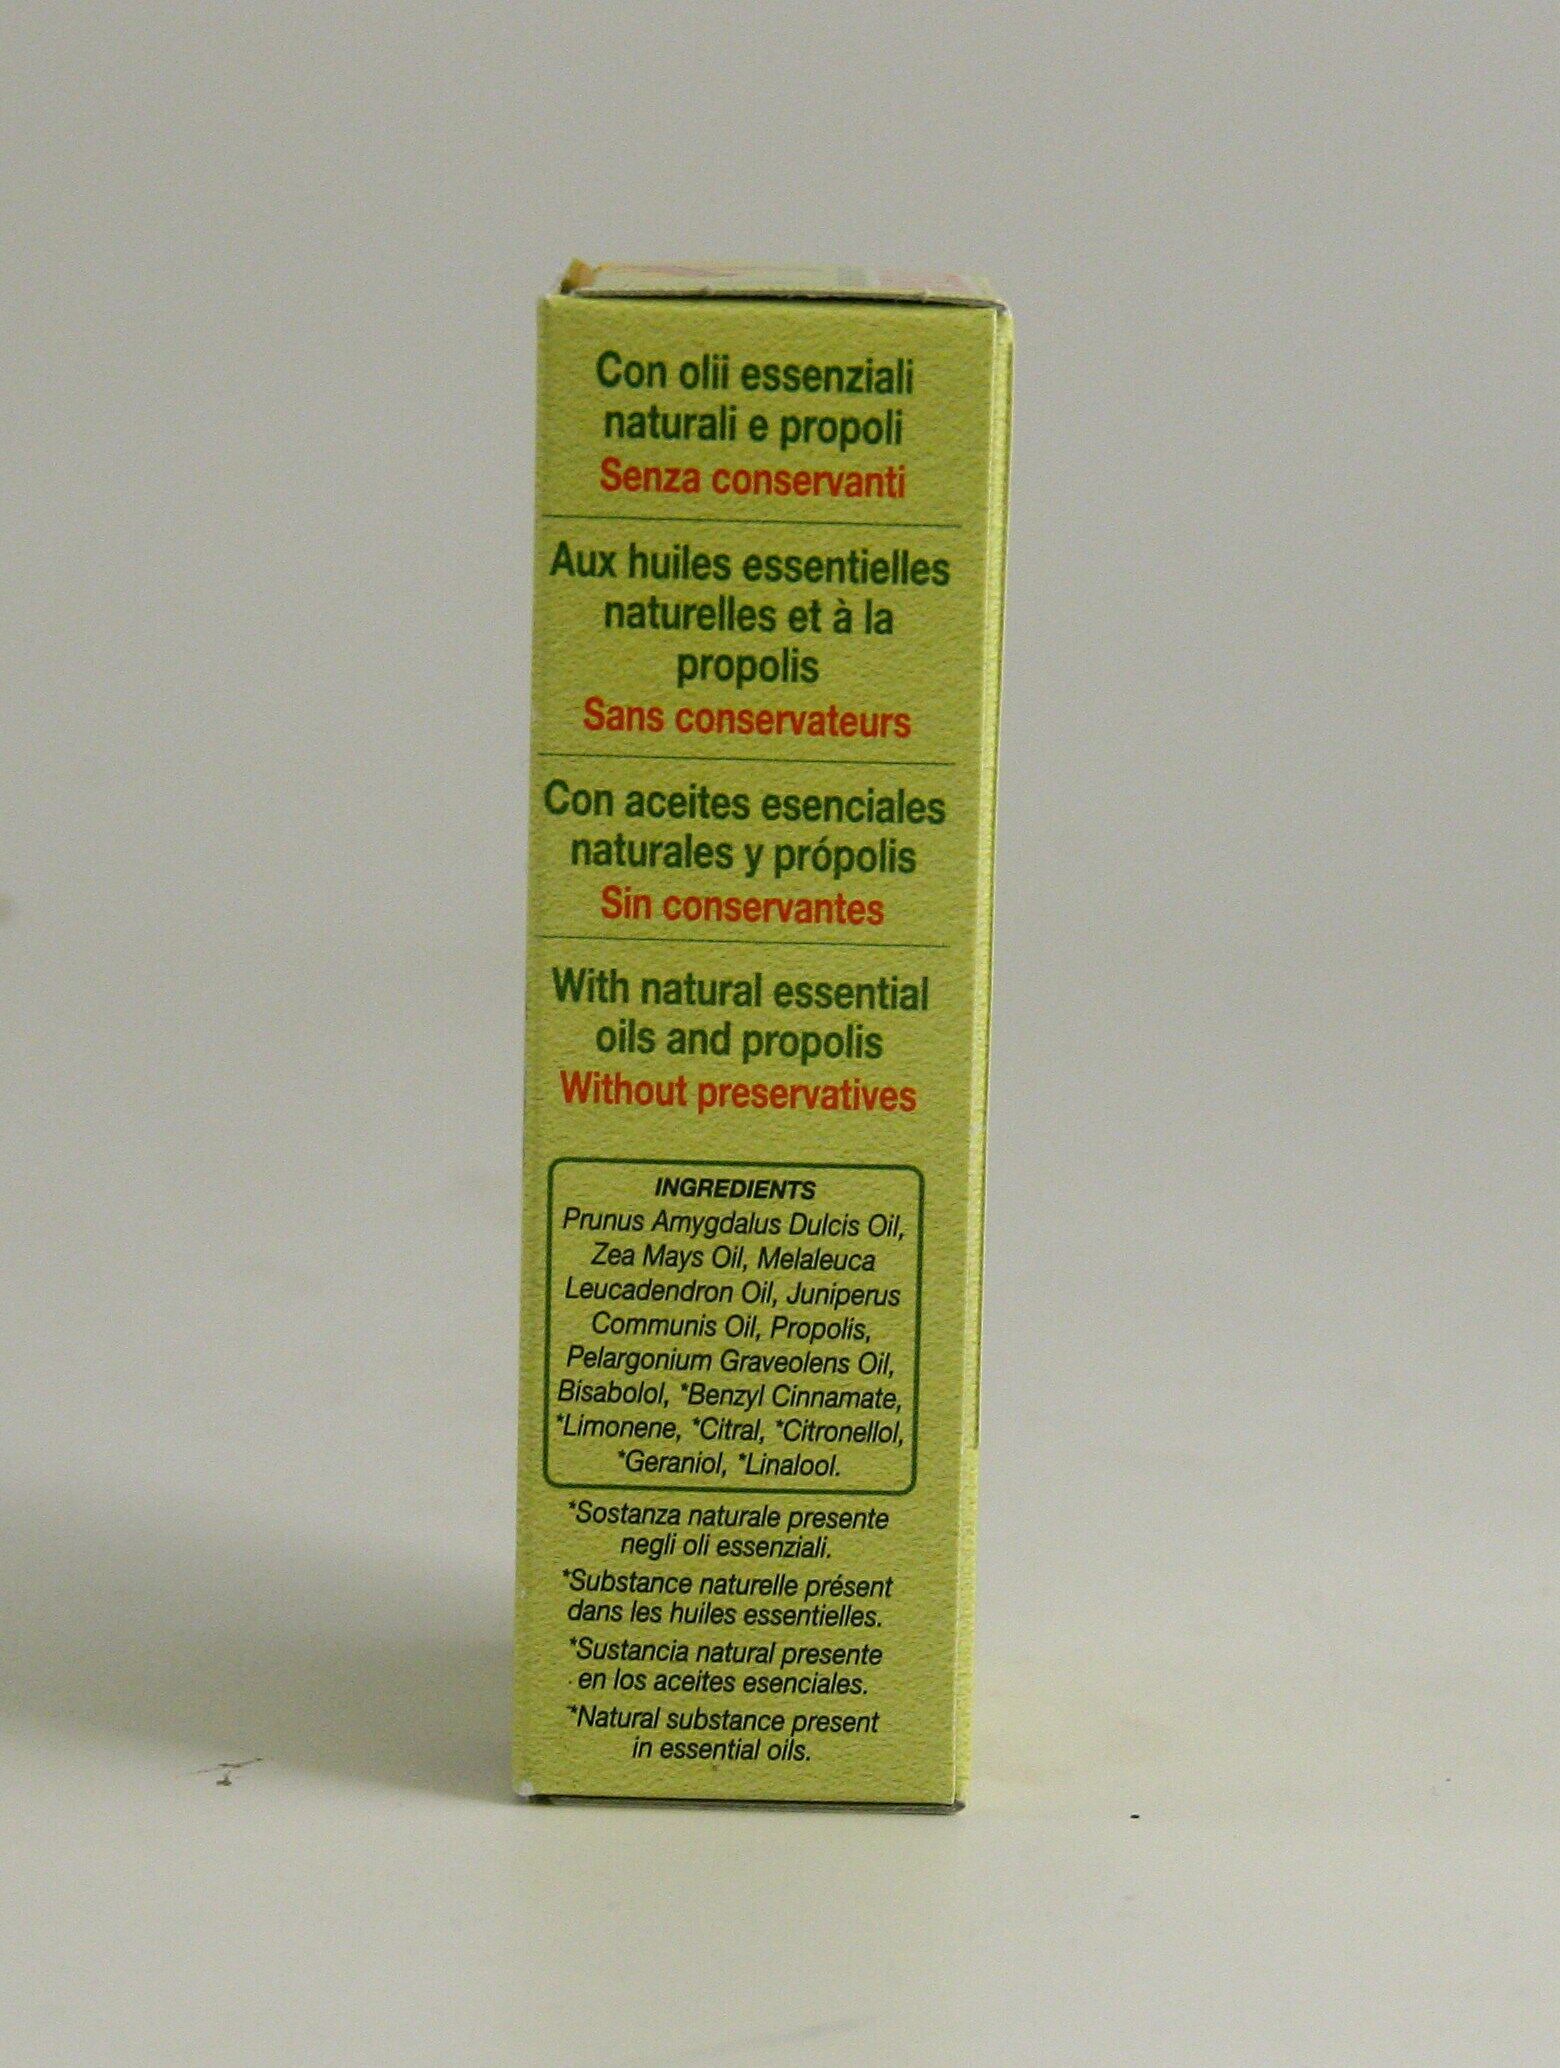 Con olii essenziali
naturali e propoli
Senza conservanti
Aux huiles essentielles
naturelles et à la
propolis
Sans conservateurs
Con aceites esenciales
naturales y própolis
Sin conservantes
With natural essential
oils and propolis
Without preservatives
INGREDIENTS
Prunus Amygdalus Dulcis Oil,
Zea Mays Oil, Melaleuca
Leucadendron Oil, Juniperus
Communis Oil, Propolis,
Pelargonium Graveolens Oil,
Bisabolol, *Benzyl Cinnamate,
*Limonene, *Citral, *Citronellol,
*Geraniol, *Linalool.
*Sostanza naturale presente
negli oli essenziali.
*Substance naturelle présent
dans les huiles essentielles.
*Sustancia natural presente
en los aceites esenciales.
*Natural substance present
in essential oils.